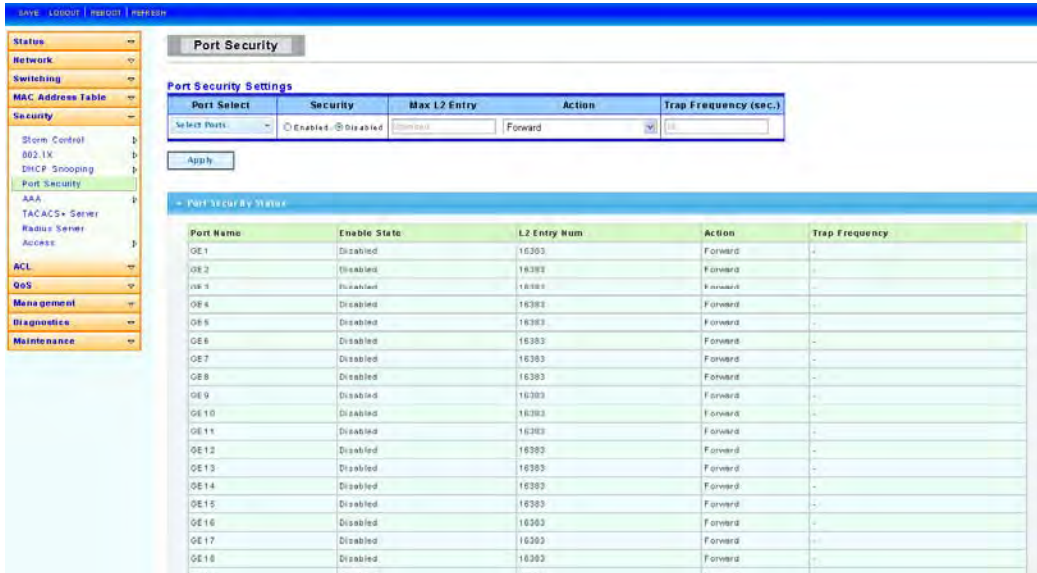 SAVE LOGOUT | REBOOT | REFRESH
Status
Network
Switching
MAC Address Table
Security
Storm Control
802.1X
DHCP Snooping
Port Security
AAA
TACACS+ Server
Radius Server
Access
ACL
QoS
Management
Diagnostics
Maintenance
Port Security
Port Security Settings
Port Select Security Max L2 Entry Action Trap Frequency (sec.)
Select Ports Enabled Disabled Forward
Apply
Port Security Status
Port Name Enable State L2 Entry Num Action Trap Frequency
GE1 Disabled 16383 Forward -
GE2 Disabled 16383 Forward -
GE3 Disabled 16383 Forward -
GE4 Disabled 16383 Forward -
GE5 Disabled 16383 Forward -
GE6 Disabled 16383 Forward -
GE7 Disabled 16383 Forward -
GE8 Disabled 16383 Forward -
GE9 Disabled 16383 Forward -
GE10 Disabled 16383 Forward -
GE11 Disabled 16383 Forward -
GE12 Disabled 16383 Forward -
GE13 Disabled 16383 Forward -
GE14 Disabled 16383 Forward -
GE15 Disabled 16383 Forward -
GE16 Disabled 16383 Forward -
GE17 Disabled 16383 Forward -
GE18 Disabled 16383 Forward -